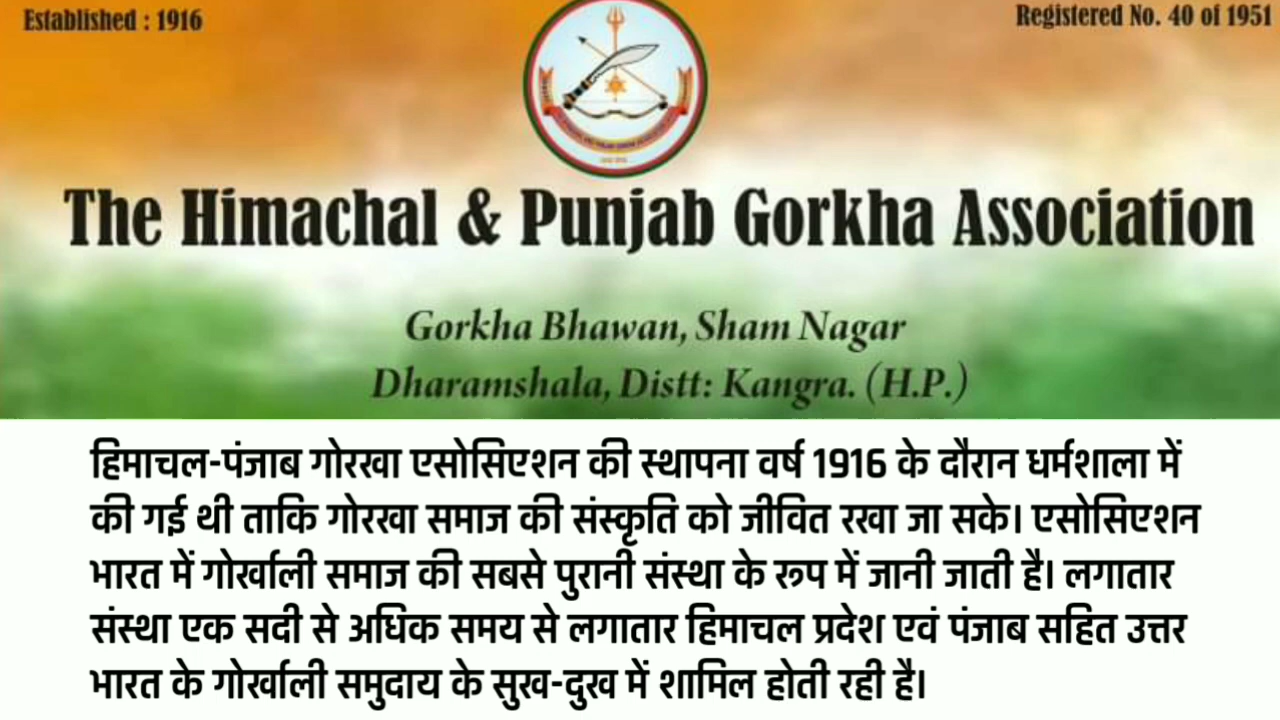 Established : 1916
Registered No. 40 of 1951
The Himachal & Punjab Gorkha Association
Gorkha Bhawan, Sham Nagar
Dharamshala, Distt: Kangra. (H.P.)
हिमाचल-पंजाब गोरखा एसोसिएशन की स्थापना वर्ष 1916 के दौरान धर्मशाला में
की गई थी ताकि गोरखा समाज की संस्कृति को जीवित रखा जा सके। एसोसिएशन
भारत में गोर्खाली समाज की सबसे पुरानी संस्था के रूप में जानी जाती है। लगातार
संस्था एक सदी से अधिक समय से लगातार हिमाचल प्रदेश एवं पंजाब सहित उत्तर
भारत के गोर्खाली समुदाय के सुख-दुख में शामिल होती रही है।